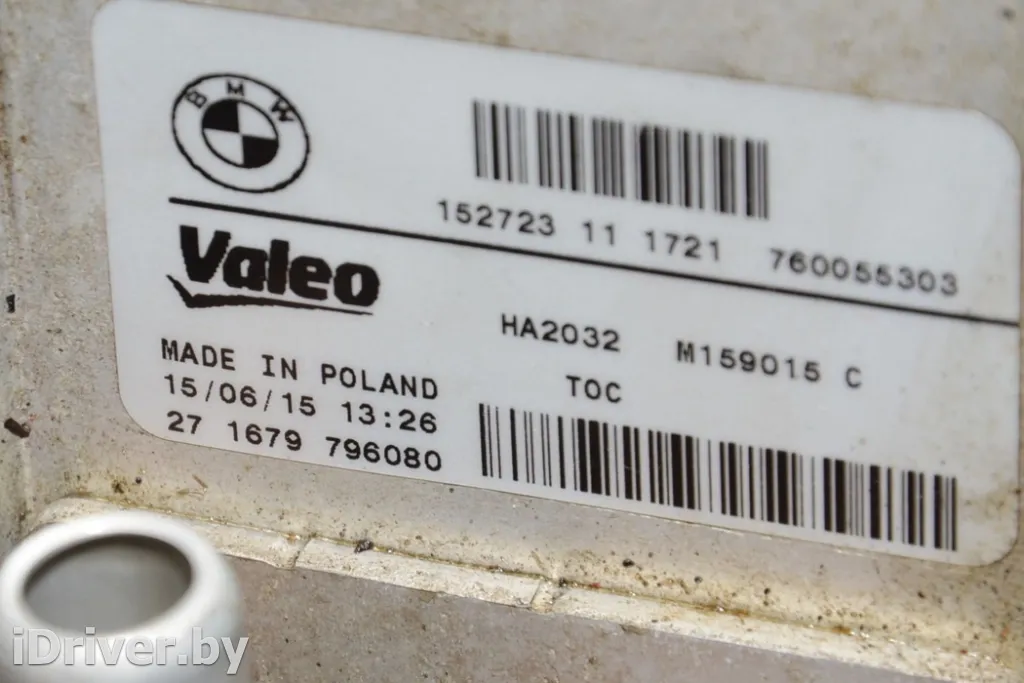 BMW
152723 11 1721 760055303
Valeo
HA2032 M159015 C
TOC
MADE IN POLAND
15/06/15 13:26
27 1679 796080
iDriver.by